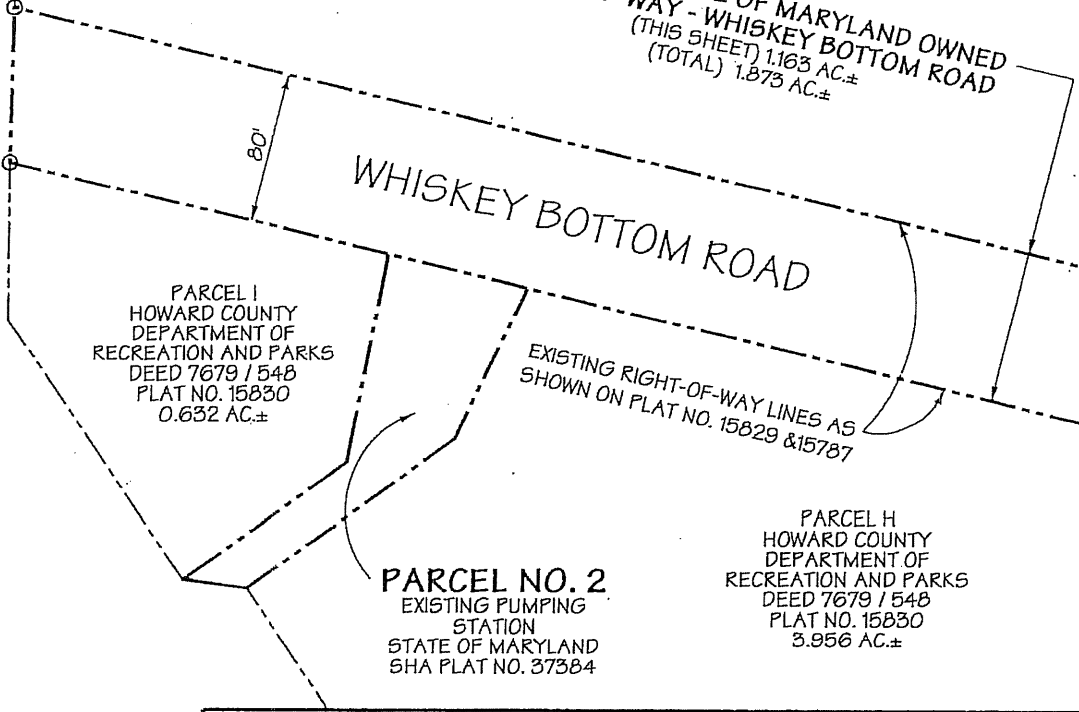 OF MARYLAND OWNED
WAY - WHISKEY BOTTOM ROAD
(THIS SHEET) 1.163 AC.±
(TOTAL) 1.873 AC.±
80'
WHISKEY BOTTOM ROAD
PARCEL I
HOWARD COUNTY
DEPARTMENT OF
RECREATION AND PARKS
DEED 7679 / 548
PLAT NO. 15830
0.632 AC.±
EXISTING RIGHT-OF-WAY LINES AS
SHOWN ON PLAT NO. 15829 &15787
PARCEL NO. 2
EXISTING PUMPING
STATION
STATE OF MARYLAND
SHA PLAT NO. 37384
PARCEL H
HOWARD COUNTY
DEPARTMENT OF
RECREATION AND PARKS
DEED 7679 / 548
PLAT NO. 15830
3.956 AC.±